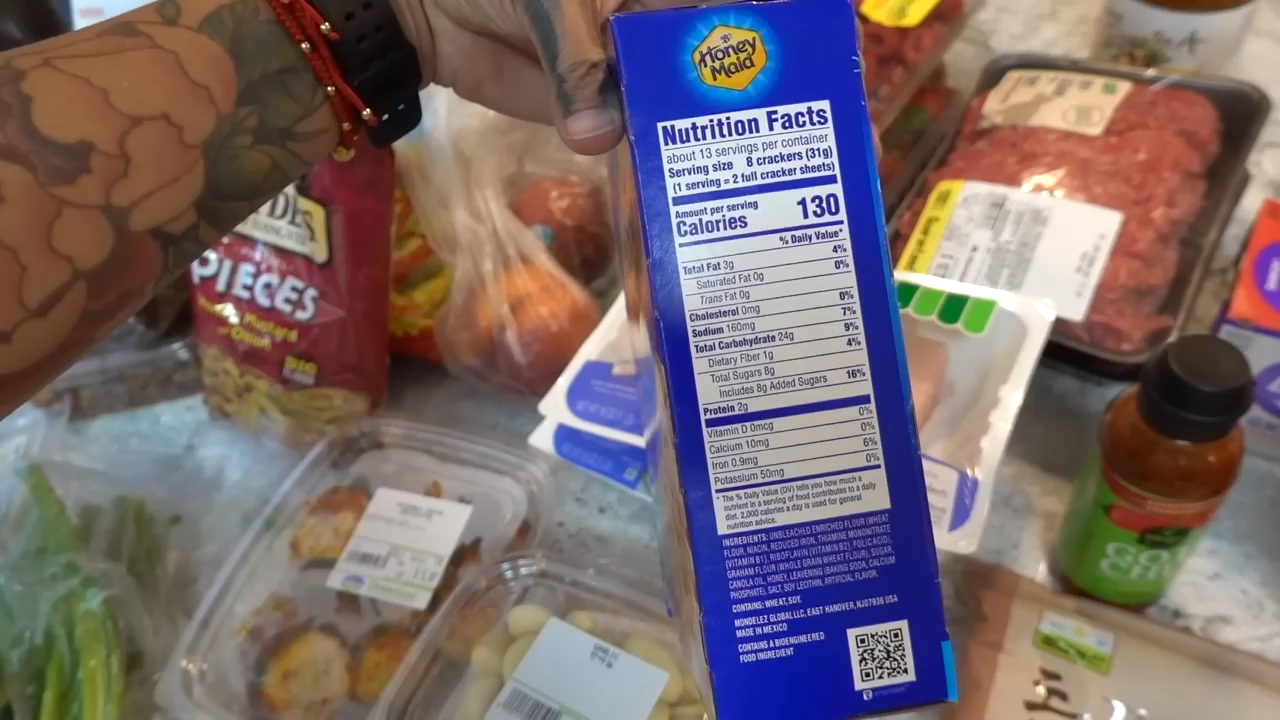 Honey
Maid
Nutrition Facts
about 13 servings per container
Serving size 8 crackers (31g)
(1 serving = 2 full cracker sheets)
Amount per serving
Calories 130
% Daily Value*
Total Fat 3g 4%
Saturated Fat 0g 0%
Trans Fat 0g
Cholesterol 0mg 0%
Sodium 160mg 7%
Total Carbohydrate 24g 9%
Dietary Fiber 1g 4%
Total Sugars 8g
Includes 8g Added Sugars 16%
Protein 2g
Vitamin D 0mcg 0%
Calcium 10mg 0%
Iron 0.9mg 6%
Potassium 50mg 0%
* The % Daily Value (DV) tells you how much a
nutrient in a serving of food contributes to a daily
diet. 2,000 calories a day is used for general
nutrition advice.
INGREDIENTS: UNBLEACHED ENRICHED FLOUR (WHEAT
FLOUR, NIACIN, REDUCED IRON, THIAMINE MONONITRATE
{VITAMIN B1}, RIBOFLAVIN {VITAMIN B2}, FOLIC ACID),
GRAHAM FLOUR (WHOLE GRAIN WHEAT FLOUR), SUGAR,
CANOLA OIL, HONEY, LEAVENING (BAKING SODA, CALCIUM
PHOSPHATE), SALT, SOY LECITHIN, ARTIFICIAL FLAVOR.
CONTAINS: WHEAT, SOY.
MONDELEZ GLOBAL LLC, EAST HANOVER, NJ 07936 USA
MADE IN MEXICO
CONTAINS A BIOENGINEERED
FOOD INGREDIENT
PIECES
Mustard
Onion
BIG
GARLIC